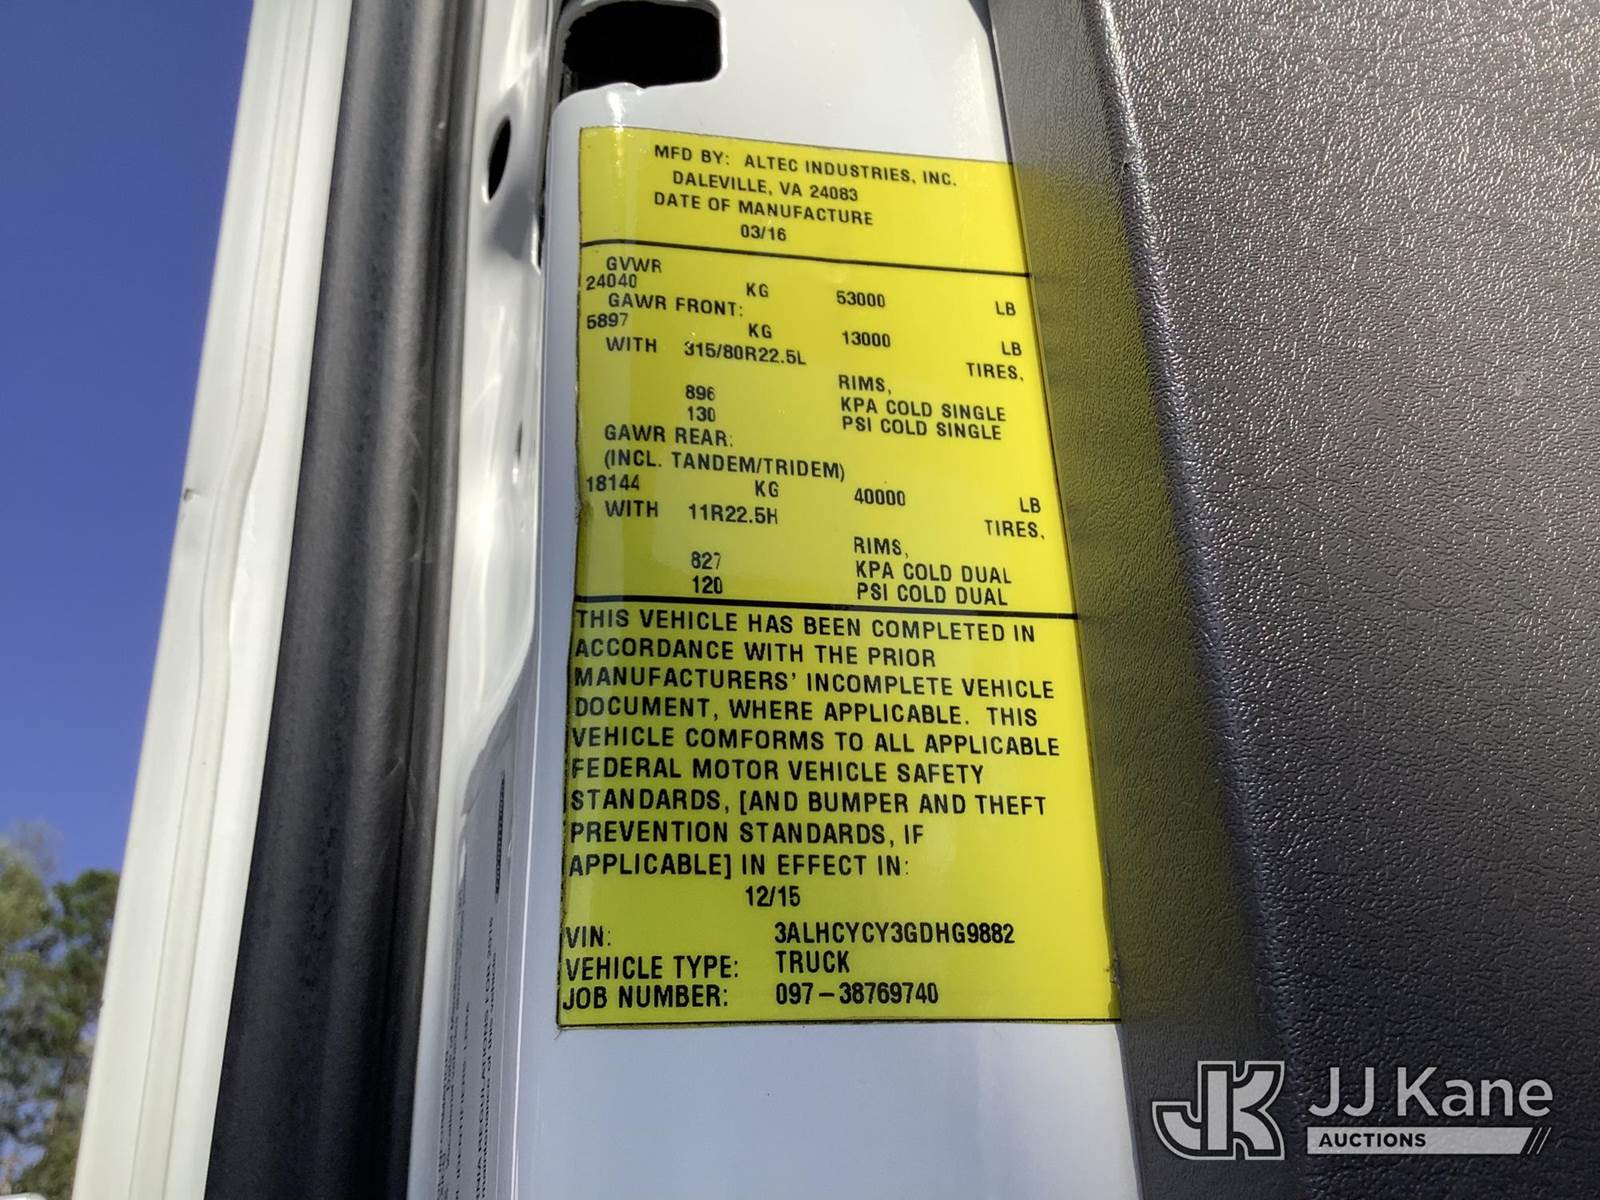 MFD BY: ALTEC INDUSTRIES, INC.
DALEVILLE, VA 24083
DATE OF MANUFACTURE
03/16
GVWR
24040 KG 53000 LB
GAWR FRONT:
5897 KG 13000 LB
WITH 315/80R22.5L TIRES,
RIMS,
896 KPA COLD SINGLE
130 PSI COLD SINGLE
GAWR REAR:
(INCL. TANDEM/TRIDEM)
18144 KG 40000 LB
WITH 11R22.5H TIRES,
RIMS,
827 KPA COLD DUAL
120 PSI COLD DUAL
THIS VEHICLE HAS BEEN COMPLETED IN
ACCORDANCE WITH THE PRIOR
MANUFACTURERS' INCOMPLETE VEHICLE
DOCUMENT, WHERE APPLICABLE. THIS
VEHICLE COMFORMS TO ALL APPLICABLE
FEDERAL MOTOR VEHICLE SAFETY
STANDARDS, [AND BUMPER AND THEFT
PREVENTION STANDARDS, IF
APPLICABLE] IN EFFECT IN:
12/15
VIN: 3ALHCYCY3GDHG9882
VEHICLE TYPE: TRUCK
JOB NUMBER: 097-38769740
JK JJ Kane
AUCTIONS